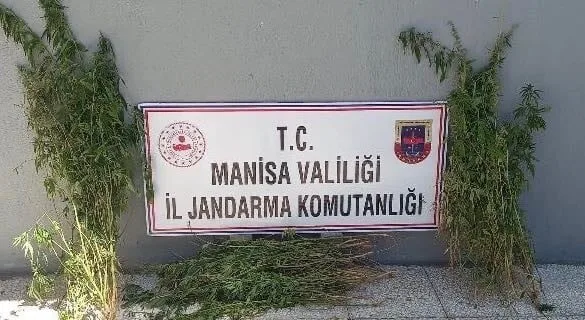 T.C.
MANİSA VALİLİĞİ
İL JANDARMA KOMUTANLIĞI